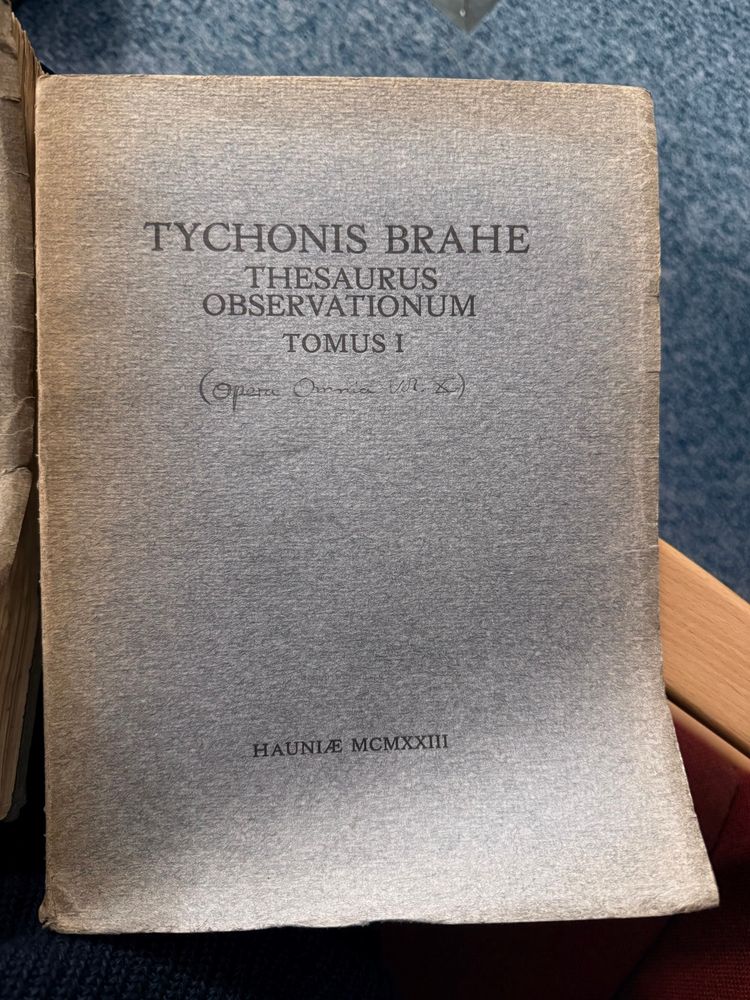 TYCHONIS BRAHE
THESAURUS
OBSERVATIONUM
TOMUS I
(Opera Omnia Vol. X)
HAUNIÆ MCMXXIII